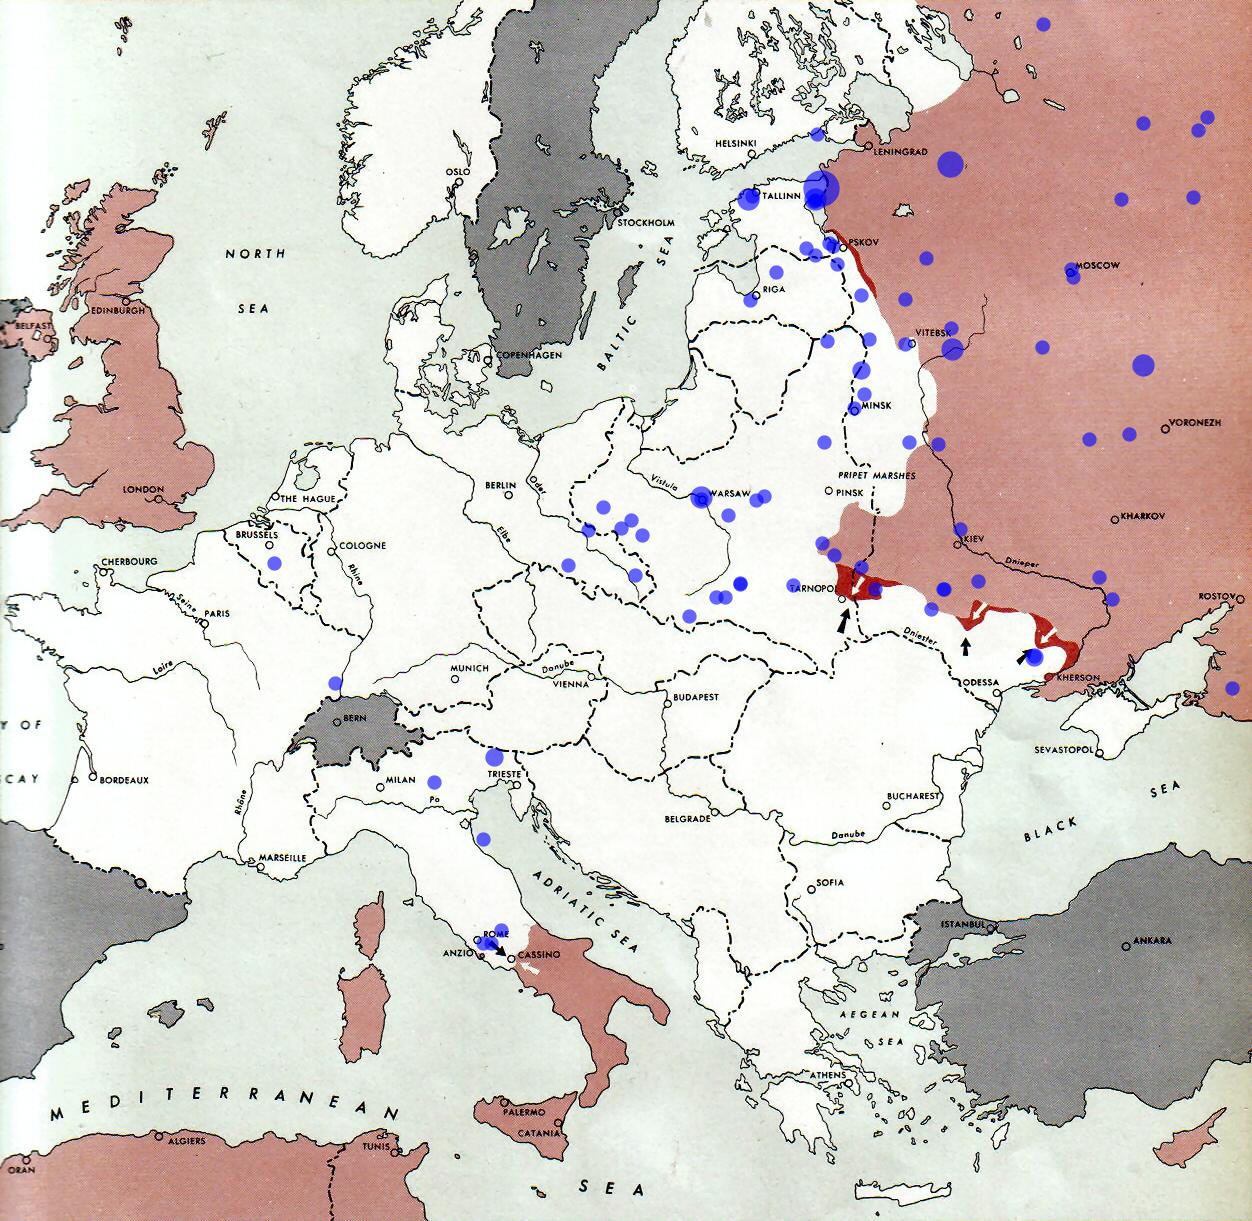 HELSINKI
LENINGRAD
OSLO
TALLINN
STOCKHOLM
NORTH
SEA
PSKOV
MOSCOW
BALTIC SEA
RIGA
EDINBURGH
BELFAST
COPENHAGEN
VITEBSK
MINSK
VORONEZH
PRIPET MARSHES
LONDON
THE HAGUE
BERLIN
Oder
Vistula
WARSAW
PINSK
KHARKOV
BRUSSELS
COLOGNE
Elbe
KIEV
Dnieper
CHERBOURG
Rhine
Seine
PARIS
TARNOPOL
ROSTOV
Dniester
Loire
MUNICH
Danube
VIENNA
BUDAPEST
ODESSA
KHERSON
Y OF
CAY
BERN
SEVASTOPOL
BORDEAUX
MILAN
TRIESTE
Po
Rhône
BELGRADE
BUCHAREST
Danube
BLACK SEA
MARSEILLE
ADRIATIC SEA
SOFIA
ISTANBUL
ANKARA
ROME
ANZIO
CASSINO
AEGEAN
SEA
ATHENS
MEDITERRANEAN
SEA
PALERMO
CATANIA
ALGIERS
TUNIS
ORAN